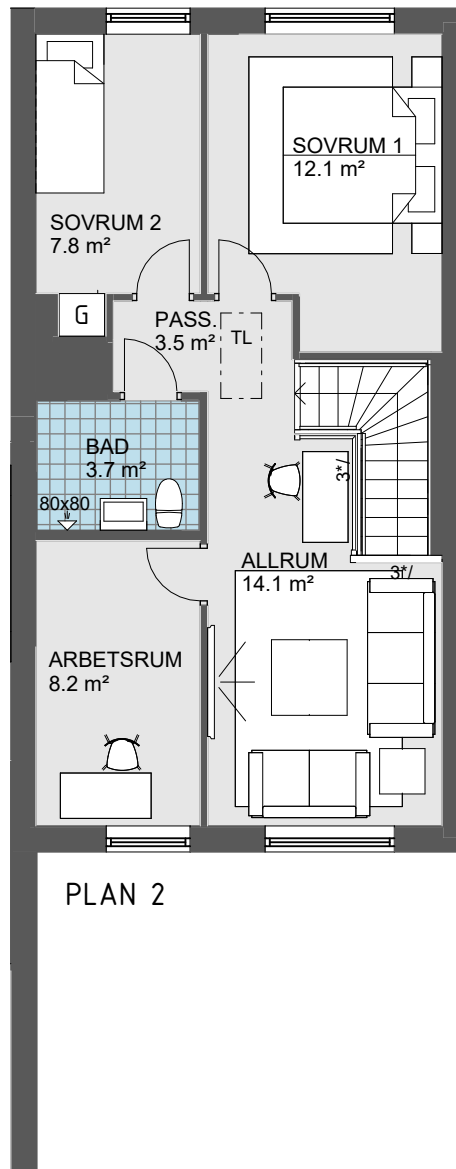 SOVRUM 1
12.1 m²
SOVRUM 2
7.8 m²
G
PASS.
3.5 m²
TL
BAD
3.7 m²
80x80
3*/
ALLRUM
14.1 m²
3*/
ARBETSRUM
8.2 m²
PLAN 2